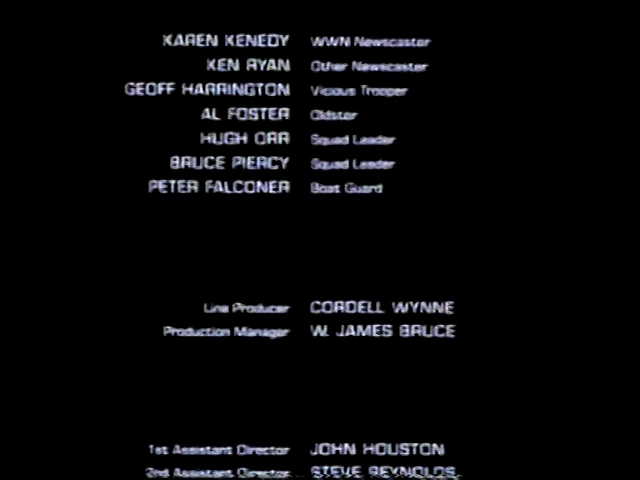 KAREN KENEDY WWN Newscaster
KEN RYAN Other Newscaster
GEOFF HARRINGTON Vicious Trooper
AL FOSTER Oldster
HUGH ORR Squad Leader
BRUCE PIERCY Squad Leader
PETER FALCONER Boat Guard
Line Producer CORDELL WYNNE
Production Manager W. JAMES BRUCE
1st Assistant Director JOHN HOUSTON
2nd Assistant Director STEVE REYNOLDS